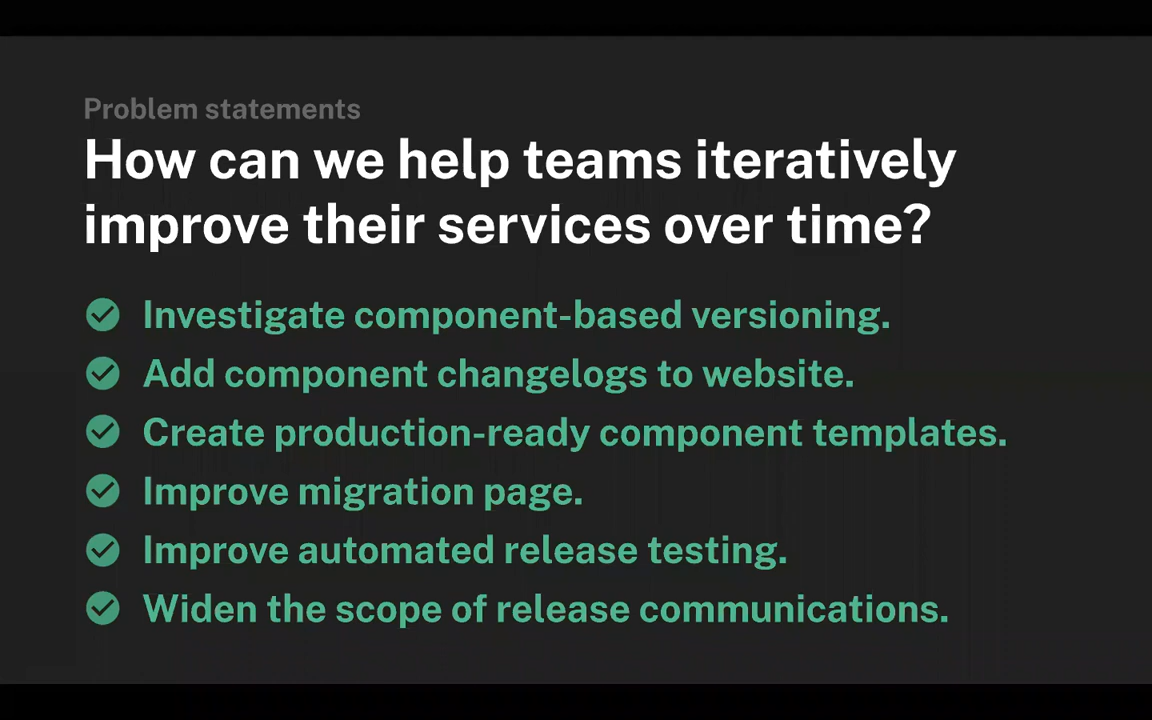 Problem statements
How can we help teams iteratively
improve their services over time?
Investigate component-based versioning.
Add component changelogs to website.
Create production-ready component templates.
Improve migration page.
Improve automated release testing.
Widen the scope of release communications.